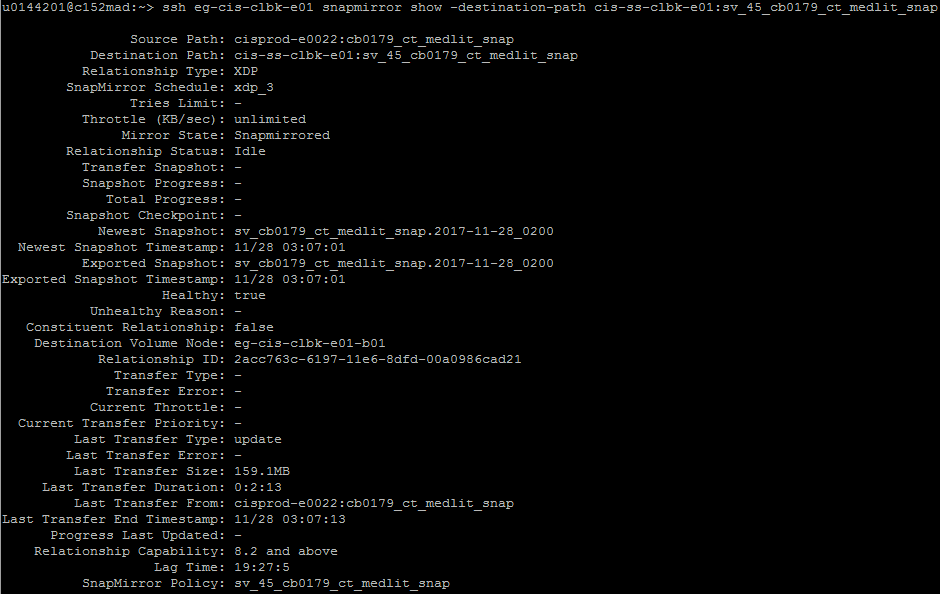 u0144201@c152mad:~> ssh eg-cis-clbk-e01 snapmirror show -destination-path cis-ss-clbk-e01:sv_45_cb0179_ct_medlit_snap
Source Path: cisprod-e0022:cb0179_ct_medlit_snap
Destination Path: cis-ss-clbk-e01:sv_45_cb0179_ct_medlit_snap
Relationship Type: XDP
SnapMirror Schedule: xdp_3
Tries Limit: -
Throttle (KB/sec): unlimited
Mirror State: Snapmirrored
Relationship Status: Idle
Transfer Snapshot: -
Snapshot Progress: -
Total Progress: -
Snapshot Checkpoint: -
Newest Snapshot: sv_cb0179_ct_medlit_snap.2017-11-28_0200
Newest Snapshot Timestamp: 11/28 03:07:01
Exported Snapshot: sv_cb0179_ct_medlit_snap.2017-11-28_0200
Exported Snapshot Timestamp: 11/28 03:07:01
Healthy: true
Unhealthy Reason: -
Constituent Relationship: false
Destination Volume Node: eg-cis-clbk-e01-b01
Relationship ID: 2acc763c-6197-11e6-8dfd-00a0986cad21
Transfer Type: -
Transfer Error: -
Current Throttle: -
Current Transfer Priority: -
Last Transfer Type: update
Last Transfer Error: -
Last Transfer Size: 159.1MB
Last Transfer Duration: 0:2:13
Last Transfer From: cisprod-e0022:cb0179_ct_medlit_snap
Last Transfer End Timestamp: 11/28 03:07:13
Progress Last Updated: -
Relationship Capability: 8.2 and above
Lag Time: 19:27:5
SnapMirror Policy: sv_45_cb0179_ct_medlit_snap